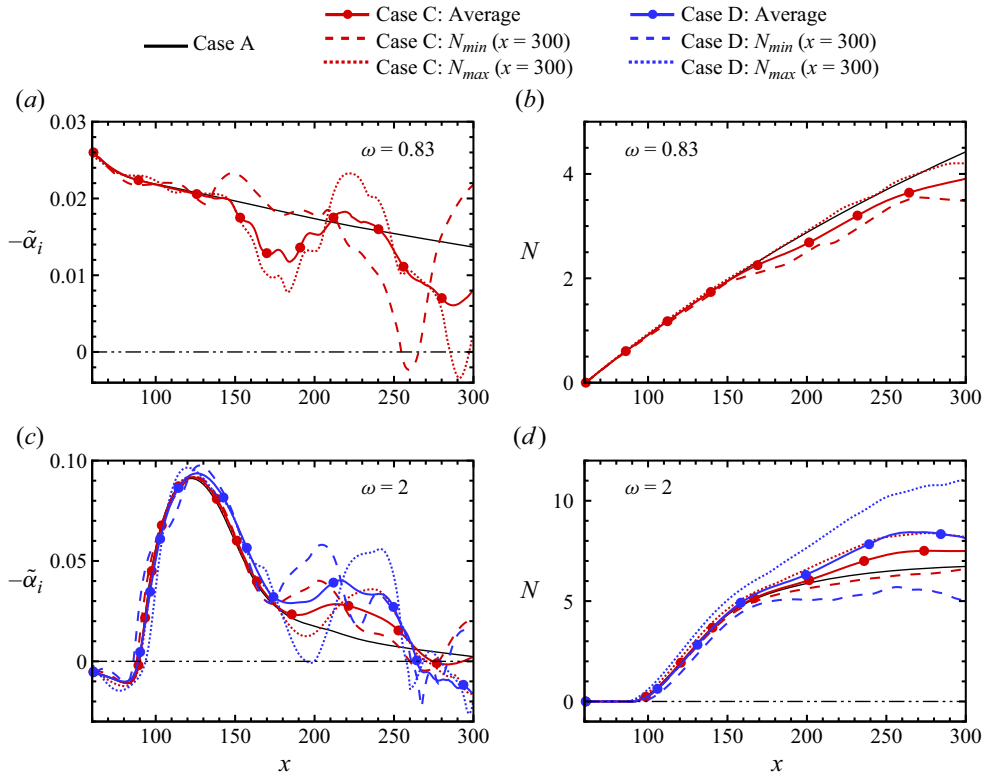 Case A
Case C: Average
Case C: N_min (x = 300)
Case C: N_max (x = 300)
Case D: Average
Case D: N_min (x = 300)
Case D: N_max (x = 300)
(a)
0.03
0.02
0.01
0
−α̃_i
ω = 0.83
100 150 200 250 300
(b)
4
2
0
N
ω = 0.83
100 150 200 250 300
(c)
0.10
0.05
0
−α̃_i
ω = 2
100 150 200 250 300
x
(d)
10
5
0
N
ω = 2
100 150 200 250 300
x